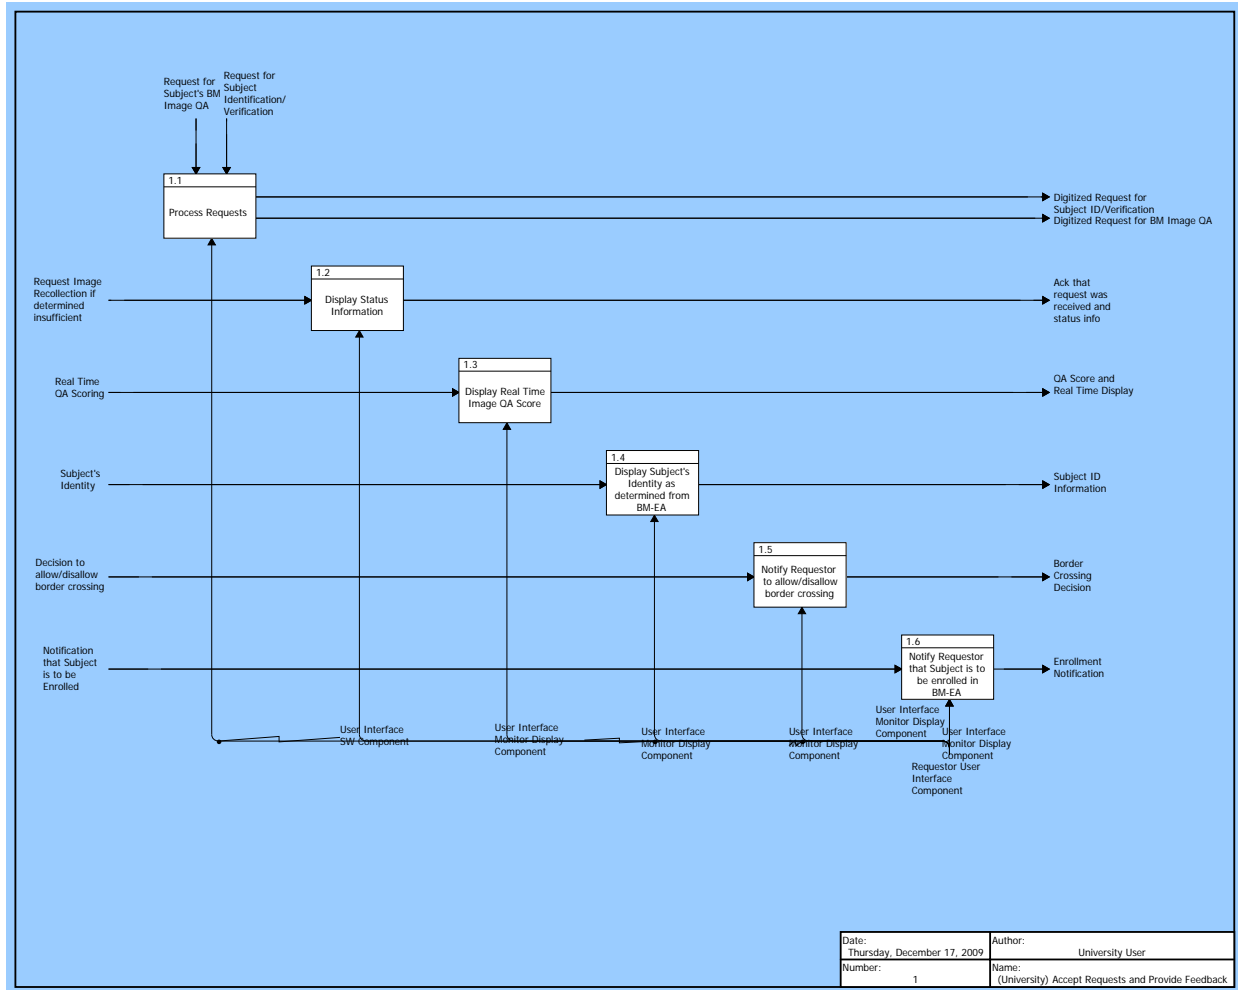 Request for
Subject's BM
Image QA
Request for
Subject
Identification/
Verification
1.1
Process Requests
Digitized Request for
Subject ID/Verification
Digitized Request for BM Image QA
Request Image
Recollection if
determined
insufficient
1.2
Display Status
Information
Ack that
request was
received and
status info
Real Time
QA Scoring
1.3
Display Real Time
Image QA Score
QA Score and
Real Time Display
Subject's
Identity
1.4
Display Subject's
Identity as
determined from
BM-EA
Subject ID
Information
Decision to
allow/disallow
border crossing
1.5
Notify Requestor
to allow/disallow
border crossing
Border
Crossing
Decision
Notification
that Subject
is to be
Enrolled
1.6
Notify Requestor
that Subject is to
be enrolled in
BM-EA
Enrollment
Notification
User Interface
SW Component
User Interface
Monitor Display
Component
User Interface
Monitor Display
Component
User Interface
Monitor Display
Component
User Interface
Monitor Display
Component
User Interface
Monitor Display
Component
Requestor User
Interface
Component
Date:
Thursday, December 17, 2009
Author:
University User
Number:
1
Name:
(University) Accept Requests and Provide Feedback